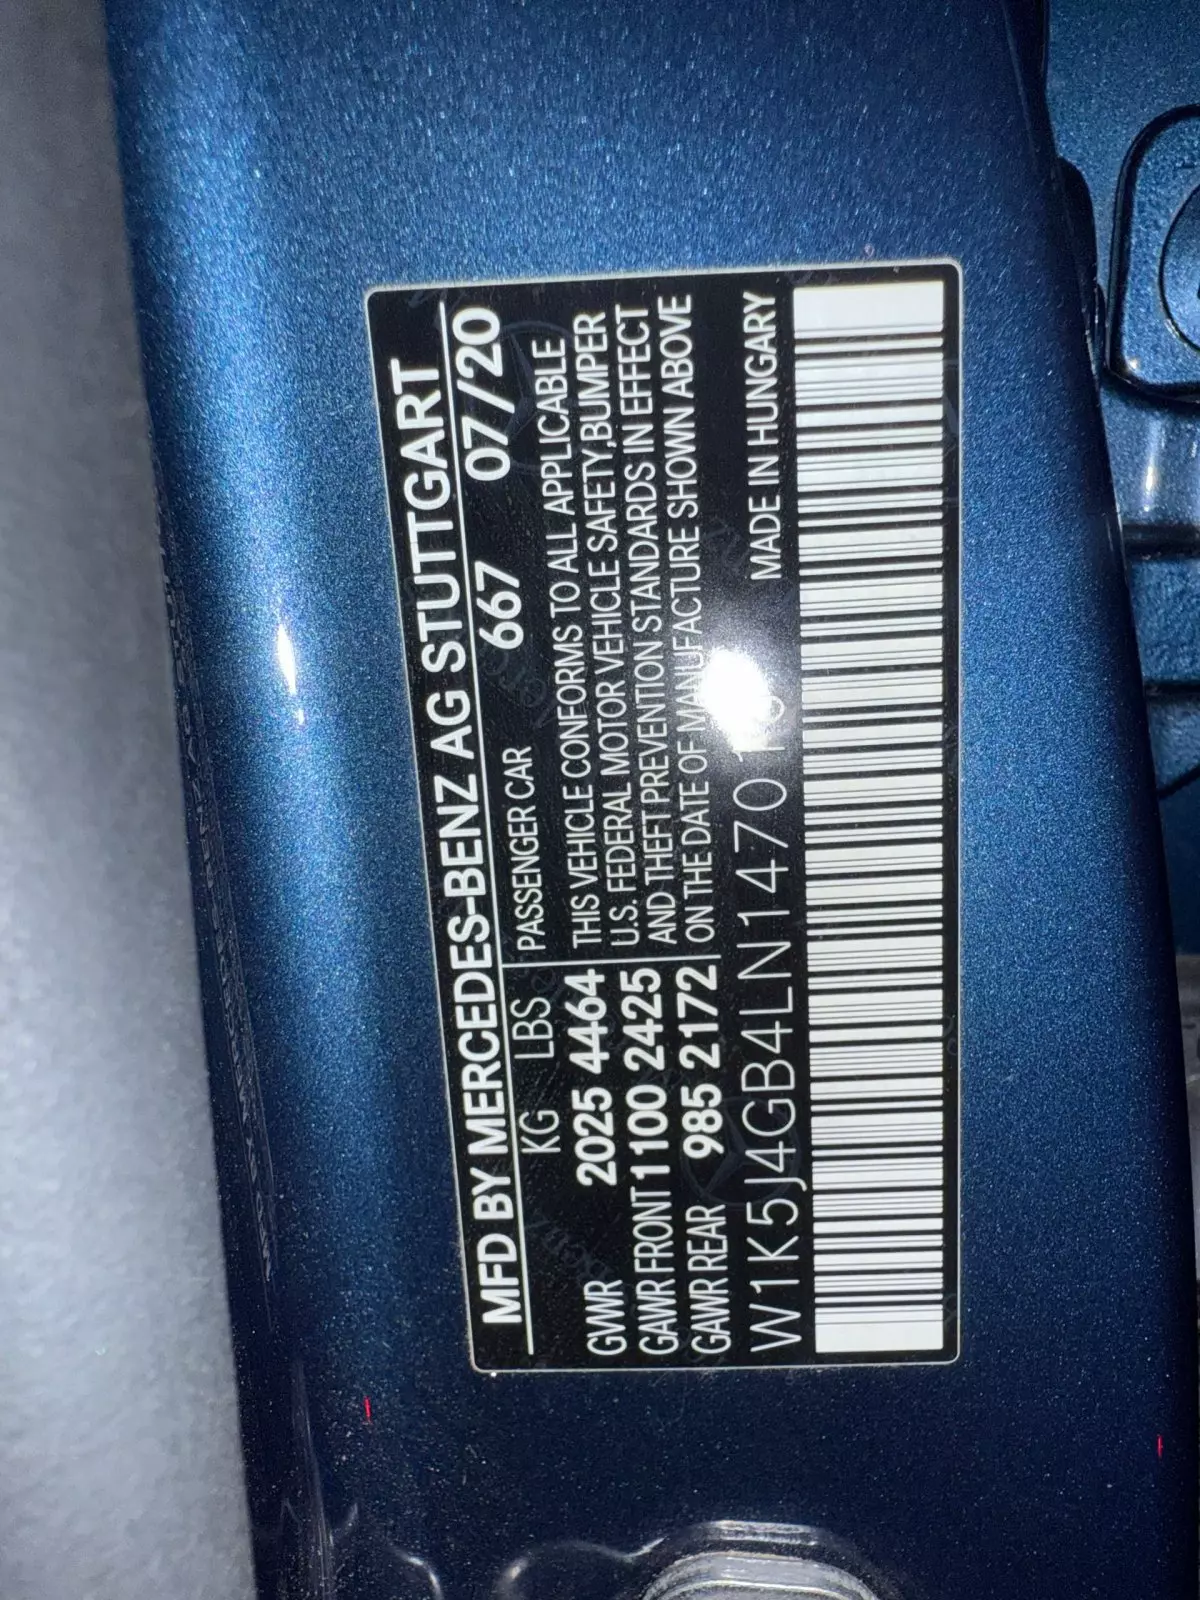 MFD BY MERCEDES-BENZ AG STUTTGART
KG LBS PASSENGER CAR 667 07/20
GVWR 2025 4464 THIS VEHICLE CONFORMS TO ALL APPLICABLE
GAWR FRONT 1100 2425 U.S. FEDERAL MOTOR VEHICLE SAFETY,BUMPER
GAWR REAR 985 2172 AND THEFT PREVENTION STANDARDS IN EFFECT
ON THE DATE OF MANUFACTURE SHOWN ABOVE
W1K5J4GB4LN147016 MADE IN HUNGARY